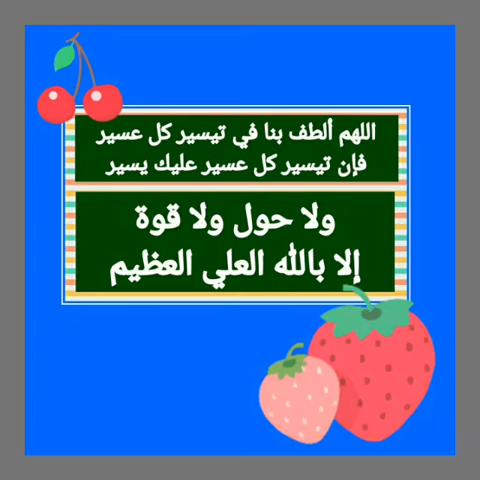 اللهم ألطف بنا في تيسير كل عسير
فإن تيسير كل عسير عليك يسير
ولا حول ولا قوة
إلا بالله العلي العظيم